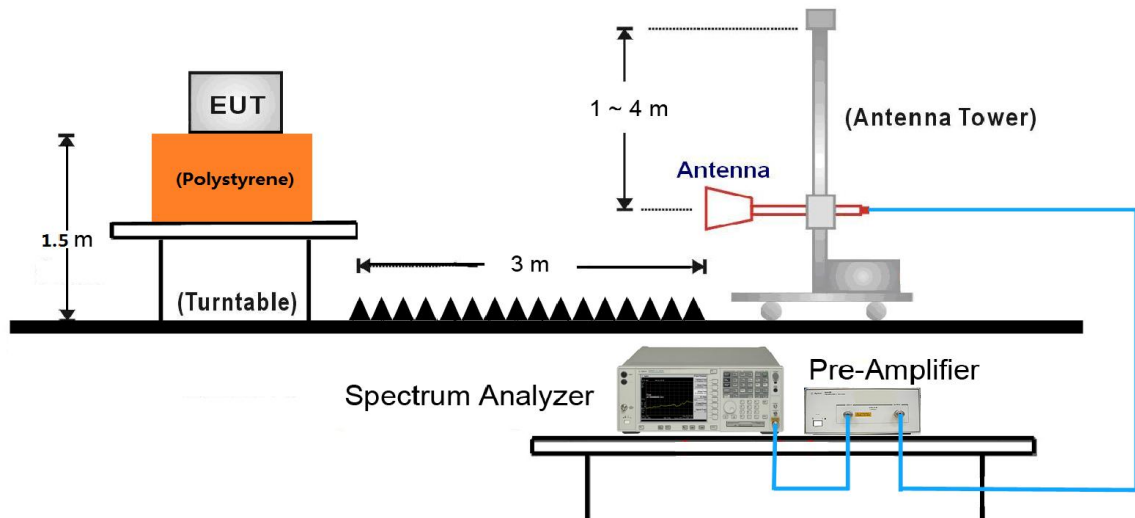 EUT
(Polystyrene)
1.5 m
(Turntable)
3 m
1 ~ 4 m
Antenna
(Antenna Tower)
Spectrum Analyzer
Pre-Amplifier